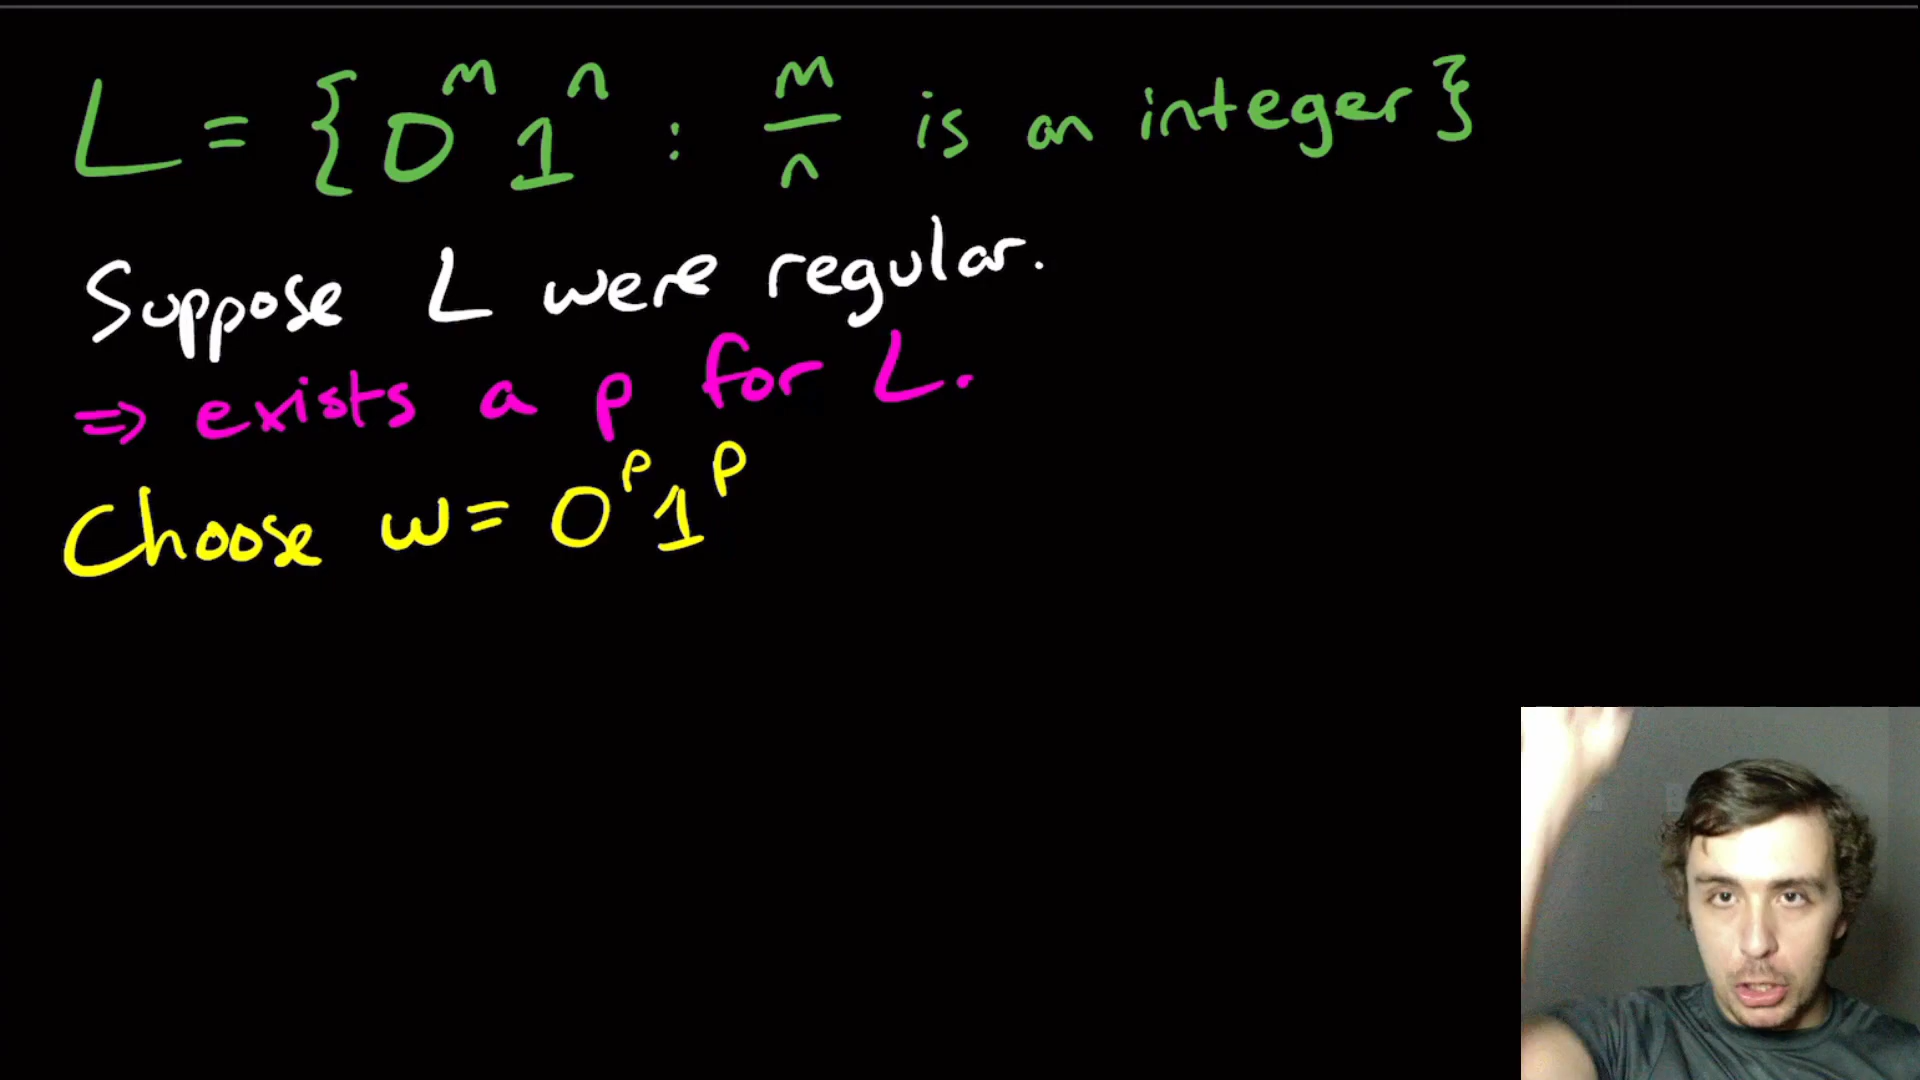 L = {0^m 1^n : m/n is an integer}
Suppose L were regular.
⇒ exists a p for L.
Choose w = 0^p 1^p